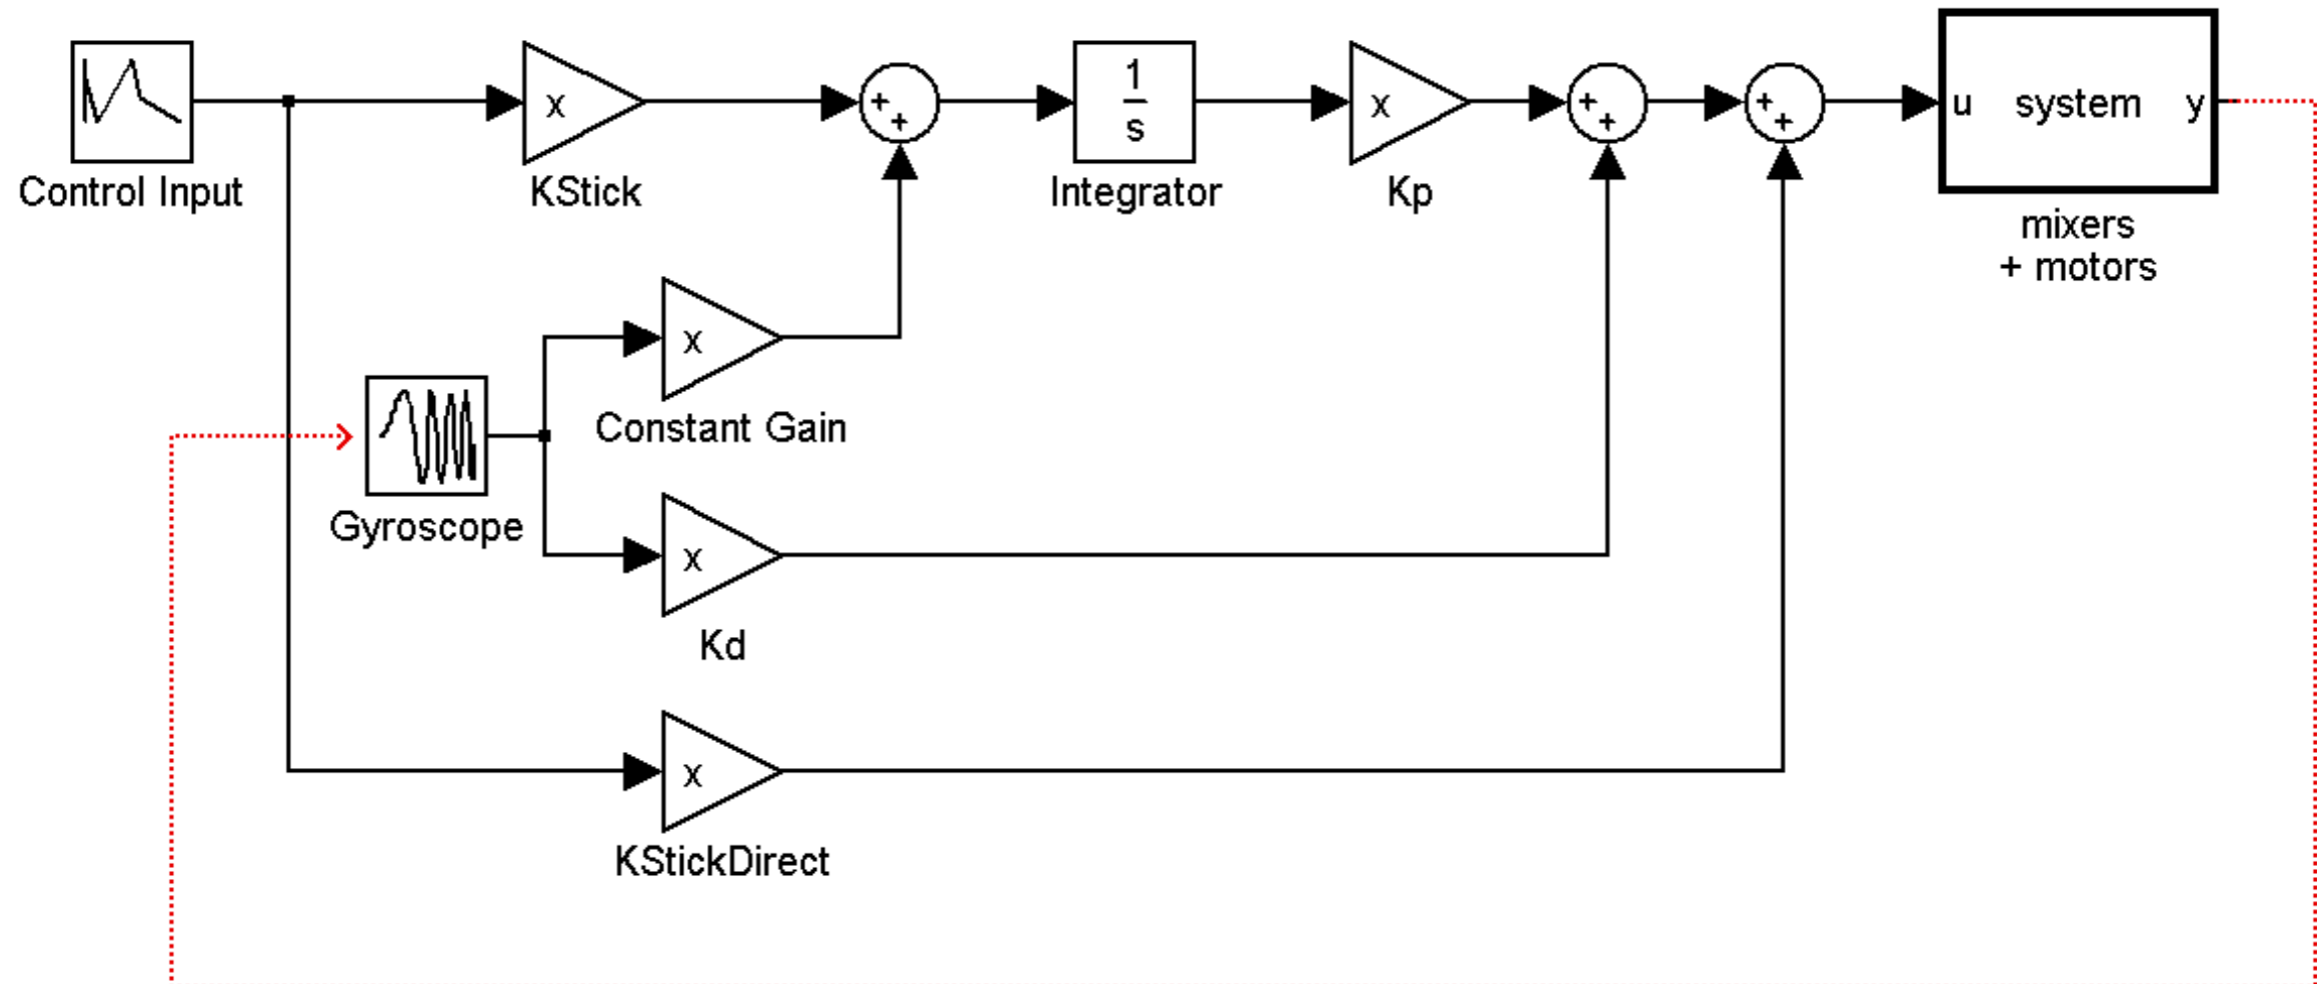 Control Input
x
KStick
+
+
1
s
Integrator
x
Kp
+
+
+
+
u system y
mixers
+ motors
x
Constant Gain
Gyroscope
x
Kd
x
KStickDirect